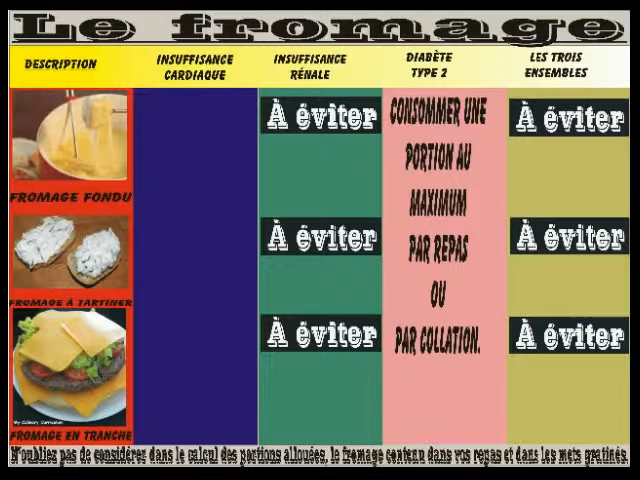 Le fromage
DESCRIPTION
INSUFFISANCE
CARDIAQUE
INSUFFISANCE
RÉNALE
DIABÈTE
TYPE 2
LES TROIS
ENSEMBLES
À éviter
CONSOMMER UNE
PORTION AU
MAXIMUM
PAR REPAS
OU
PAR COLLATION.
À éviter
FROMAGE FONDU
À éviter
À éviter
FROMAGE À TARTINER
À éviter
À éviter
My Culinary Curriculum
FROMAGE EN TRANCHE
N'oubliez pas de considérer dans le calcul des portions allouées, le fromage contenu dans vos repas et dans les mets gratinés.